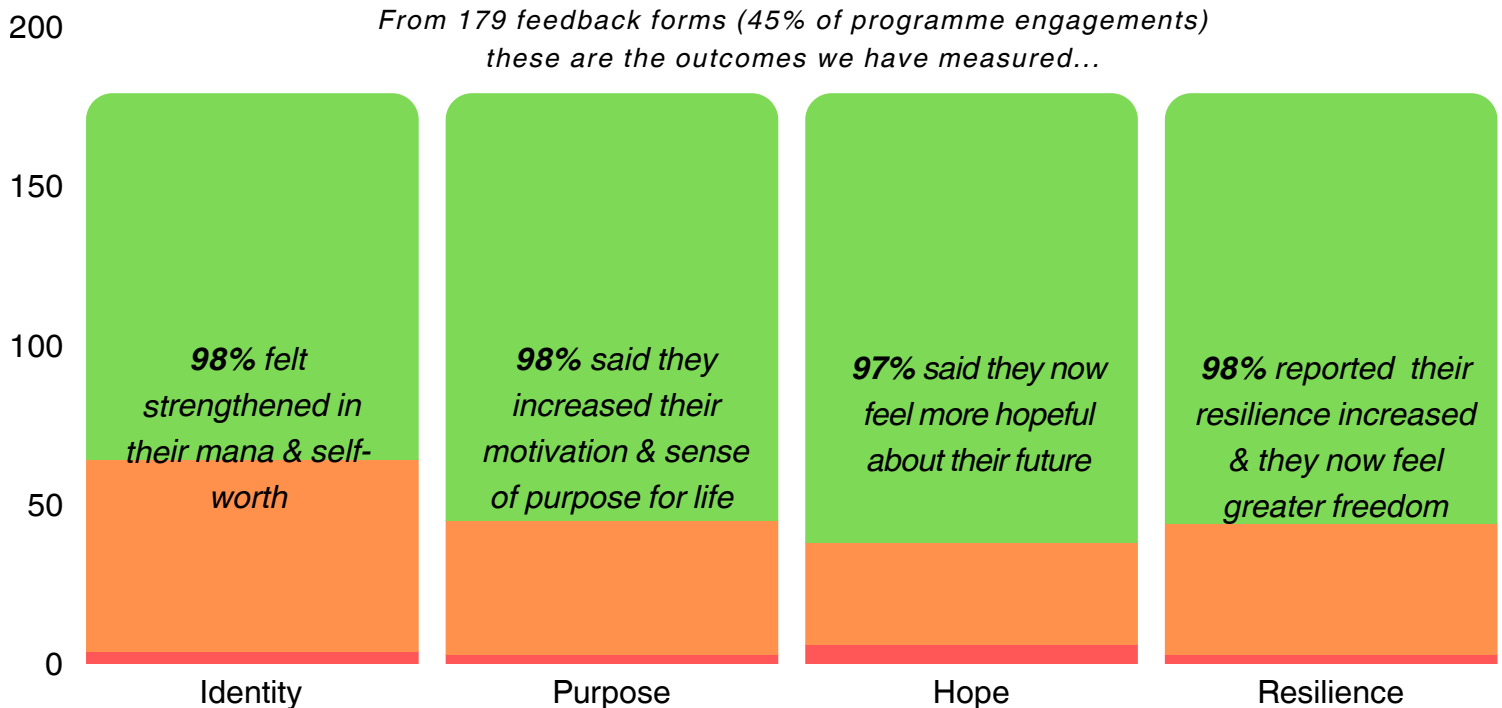 From 179 feedback forms (45% of programme engagements)
these are the outcomes we have measured...
200
150
100
50
0
98% felt
strengthened in
their mana & self-
worth
98% said they
increased their
motivation & sense
of purpose for life
97% said they now
feel more hopeful
about their future
98% reported their
resilience increased
& they now feel
greater freedom
Identity
Purpose
Hope
Resilience